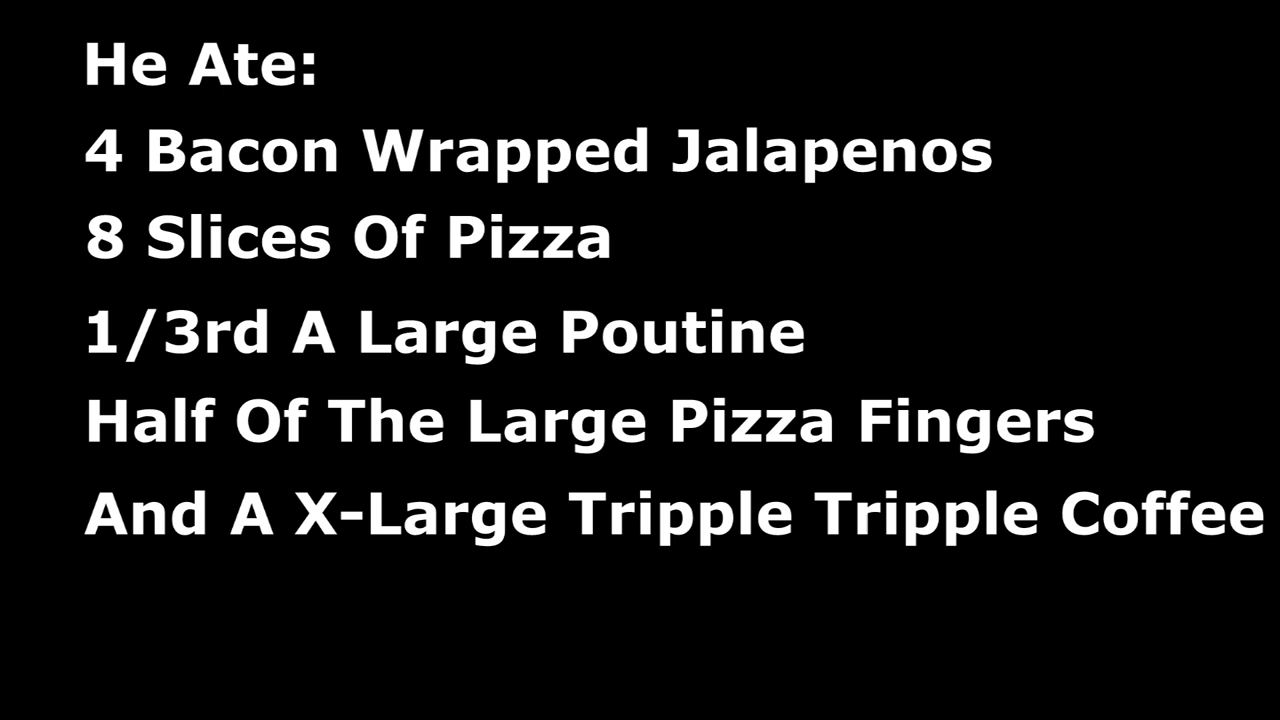 He Ate:
4 Bacon Wrapped Jalapenos
8 Slices Of Pizza
1/3rd A Large Poutine
Half Of The Large Pizza Fingers
And A X-Large Tripple Tripple Coffee